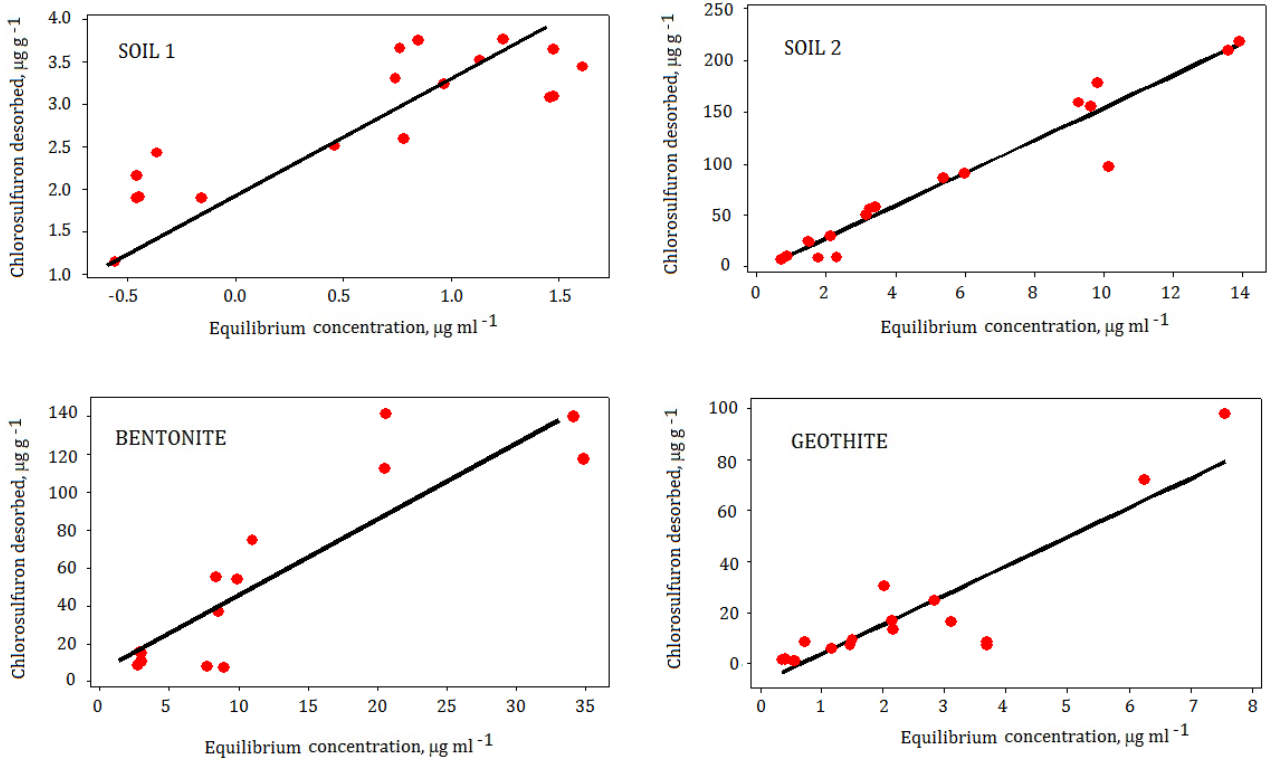 SOIL 1
Chlorosulfuron desorbed, µg g -1
4.0
3.5
3.0
2.5
2.0
1.5
1.0
-0.5 0.0 0.5 1.0 1.5
Equilibrium concentration, µg ml -1
SOIL 2
Chlorosulfuron desorbed, µg g -1
250
200
150
100
50
0
0 2 4 6 8 10 12 14
Equilibrium concentration, µg ml -1
BENTONITE
Chlorosulfuron desorbed, µg g -1
140
120
100
80
60
40
20
0
0 5 10 15 20 25 30 35
Equilibrium concentration, µg ml -1
GEOTHITE
Chlorosulfuron desorbed, µg g -1
100
80
60
40
20
0
0 1 2 3 4 5 6 7 8
Equilibrium concentration, µg ml -1